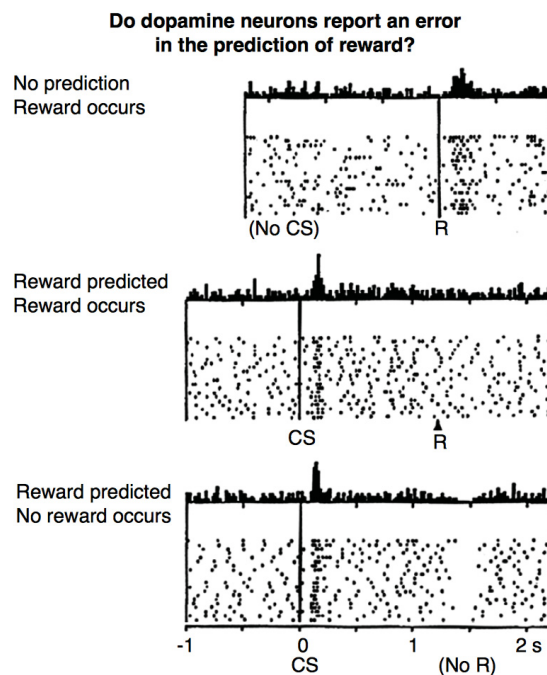 Do dopamine neurons report an error
in the prediction of reward?
No prediction
Reward occurs
(No CS)
R
Reward predicted
Reward occurs
CS
R
Reward predicted
No reward occurs
-1
0
1
2 s
CS
(No R)